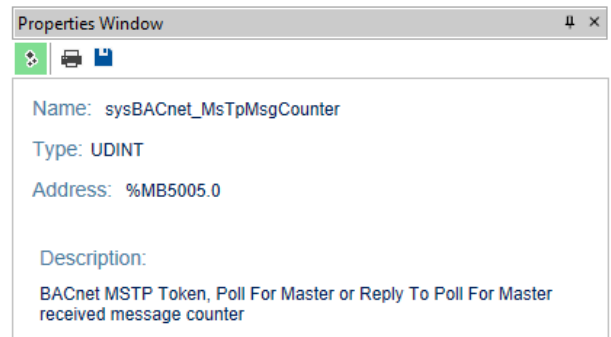 Properties Window
Name: sysBACnet_MsTpMsgCounter
Type: UDINT
Address: %MB5005.0
Description:
BACnet MSTP Token, Poll For Master or Reply To Poll For Master
received message counter